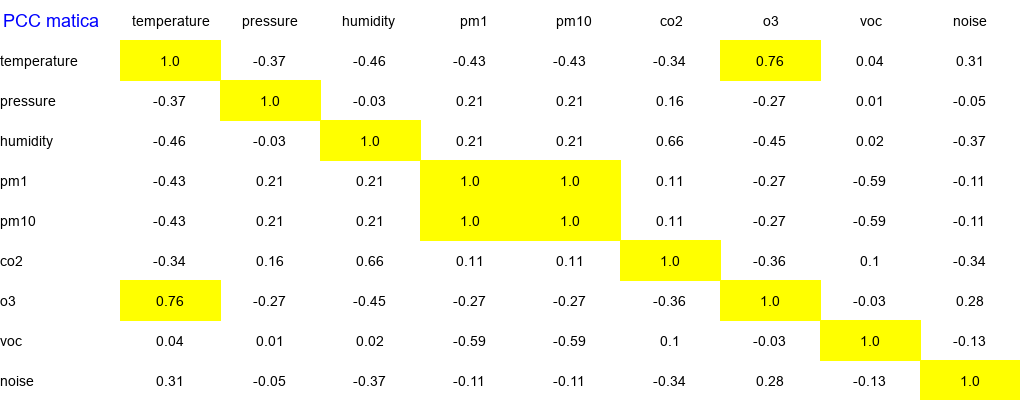 PCC matica temperature pressure humidity pm1 pm10 co2 o3 voc noise
temperature 1.0 -0.37 -0.46 -0.43 -0.43 -0.34 0.76 0.04 0.31
pressure -0.37 1.0 -0.03 0.21 0.21 0.16 -0.27 0.01 -0.05
humidity -0.46 -0.03 1.0 0.21 0.21 0.66 -0.45 0.02 -0.37
pm1 -0.43 0.21 0.21 1.0 1.0 0.11 -0.27 -0.59 -0.11
pm10 -0.43 0.21 0.21 1.0 1.0 0.11 -0.27 -0.59 -0.11
co2 -0.34 0.16 0.66 0.11 0.11 1.0 -0.36 0.1 -0.34
o3 0.76 -0.27 -0.45 -0.27 -0.27 -0.36 1.0 -0.03 0.28
voc 0.04 0.01 0.02 -0.59 -0.59 0.1 -0.03 1.0 -0.13
noise 0.31 -0.05 -0.37 -0.11 -0.11 -0.34 0.28 -0.13 1.0